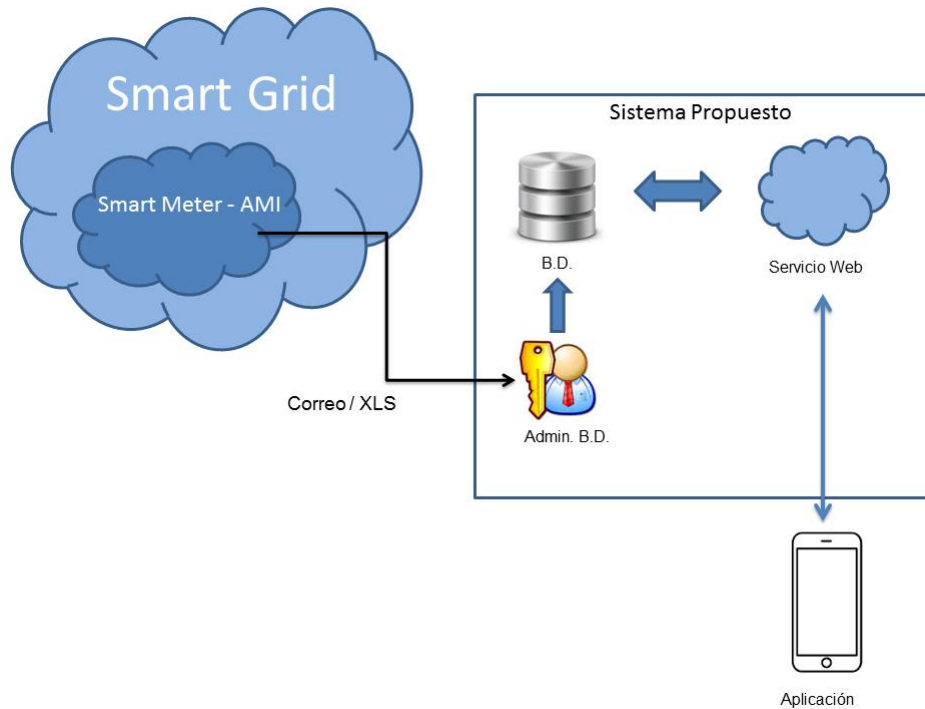 Smart Grid
Smart Meter - AMI
Correo / XLS
Sistema Propuesto
B.D.
Servicio Web
Admin. B.D.
Aplicación